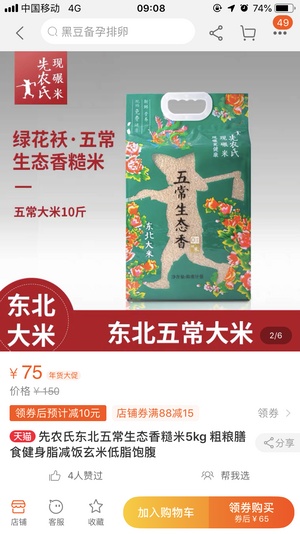 中国移动 4G
09:08
74%
黑豆备孕排卵
49
现碾米
先农氏
绿花袄·五常
生态香糙米
五常大米10斤
先农氏
现碾米
五常生态香
东北大米
东北
大米
东北五常大米
2/6
¥75 年货大促
价格 ¥150
领券后预计减10元 店铺券满88减15 领券
天猫 先农氏东北五常生态香糙米5kg 粗粮膳
食健身脂减饭玄米低脂饱腹
分享
4人赞过
帮我选
店铺
客服
收藏
加入购物车
领券购买
券后 ¥65